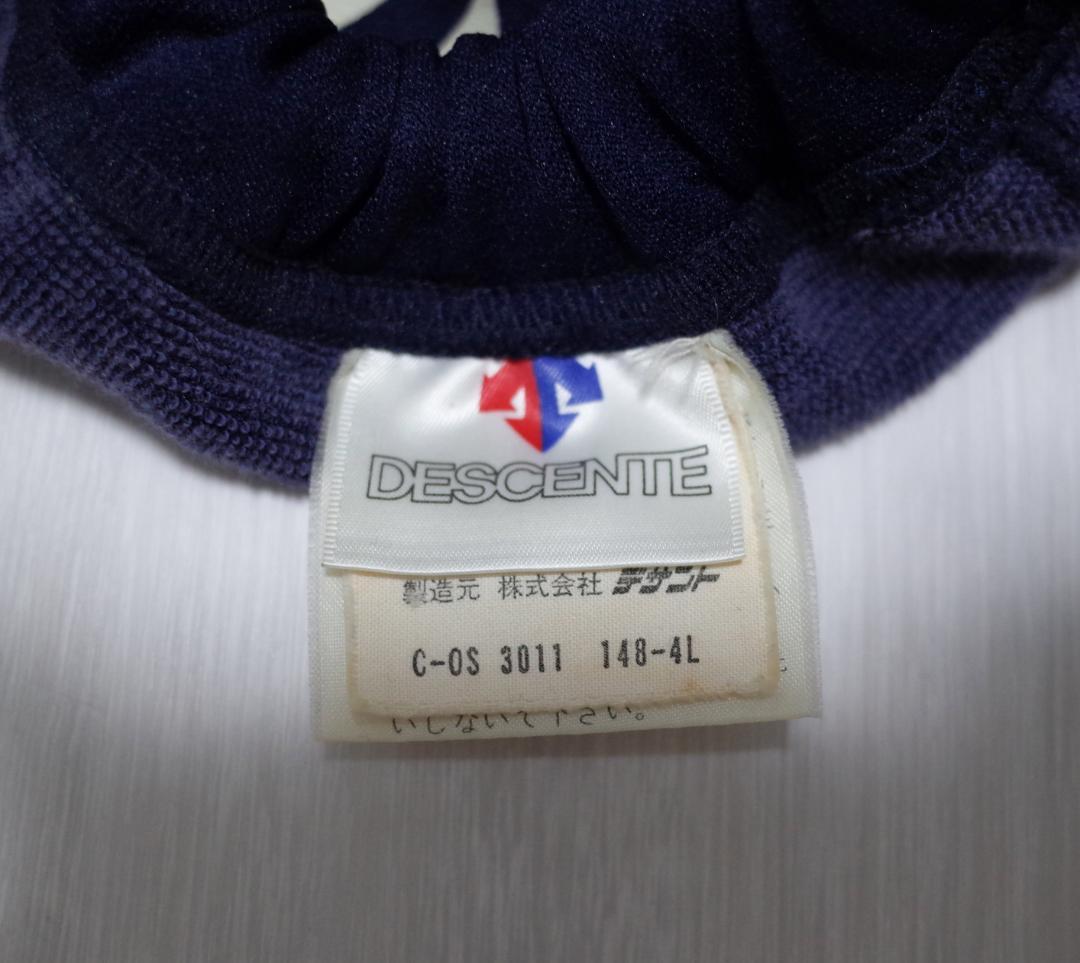 DESCENTE
製造元 株式会社 デサント
C-OS 3011 148-4L
いしないで下さい。